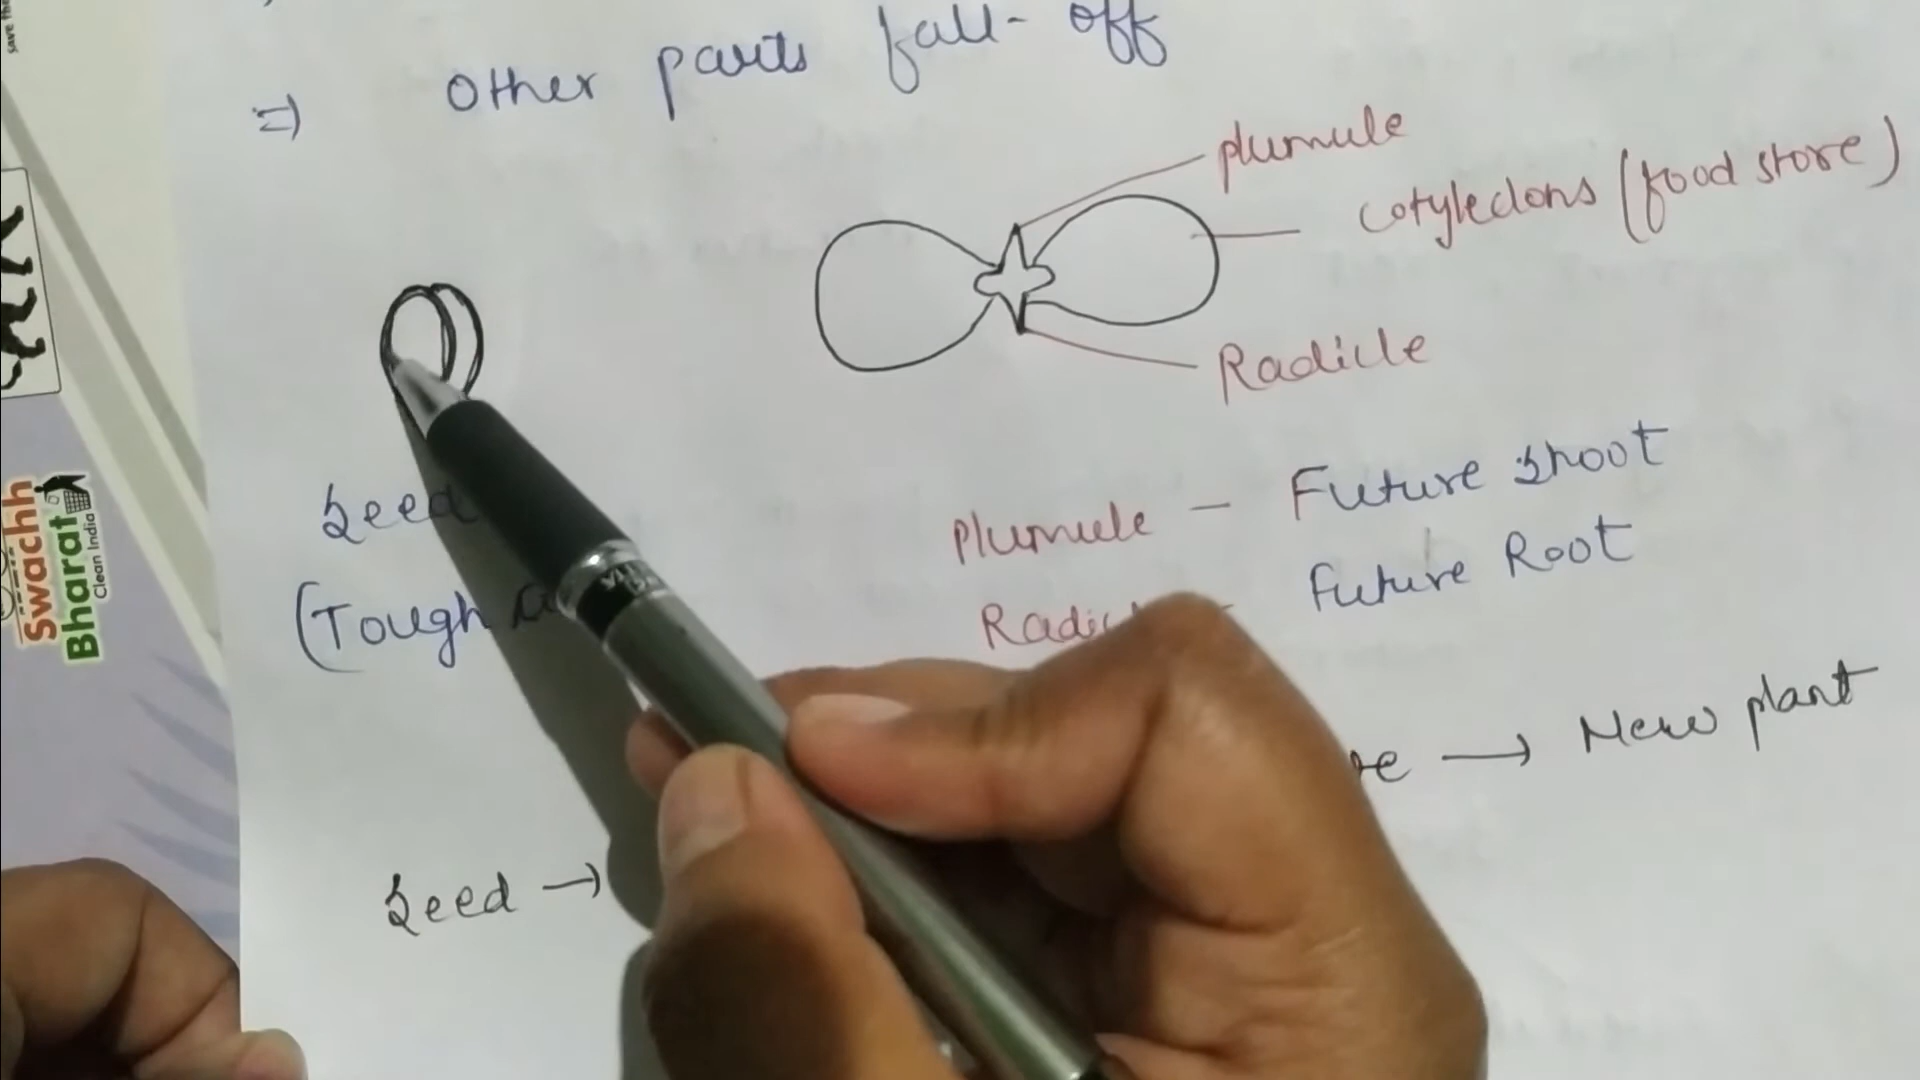 =) Other parts fall-off
plumule
cotyledons (food store)
Radicle
Seed
(Tough
Plumule - Future shoot
Future Root
New plant
Seed →
Swachh
Bharat
Clean India